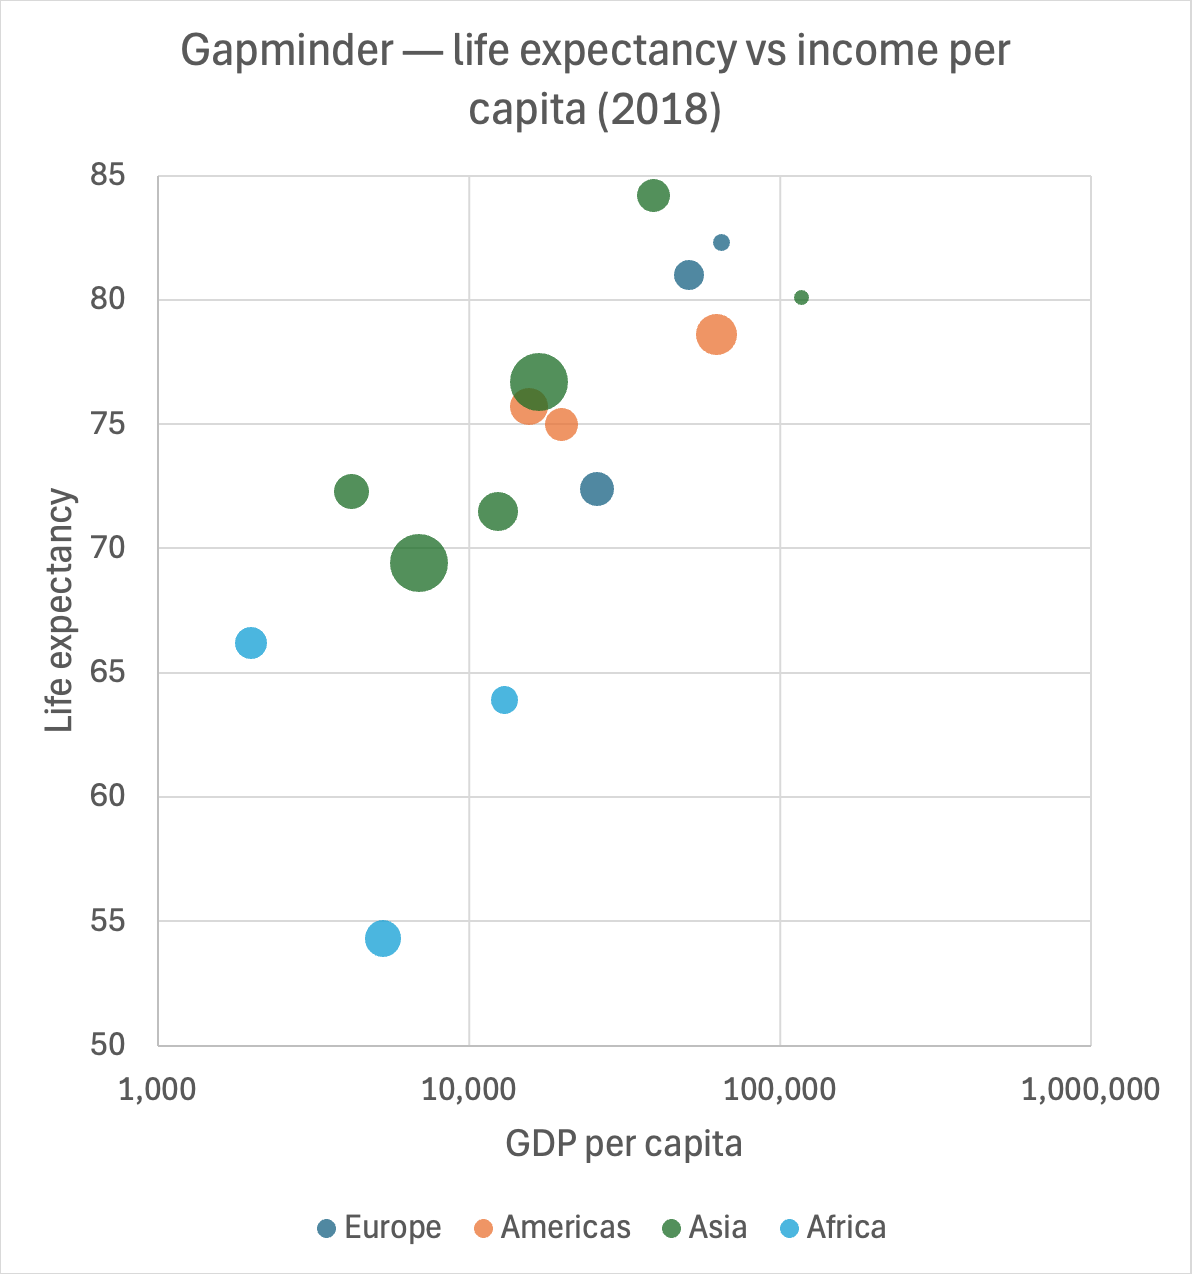 Gapminder — life expectancy vs income per
capita (2018)
85
80
75
70
65
60
55
50
Life expectancy
1,000 10,000 100,000 1,000,000
GDP per capita
Europe Americas Asia Africa